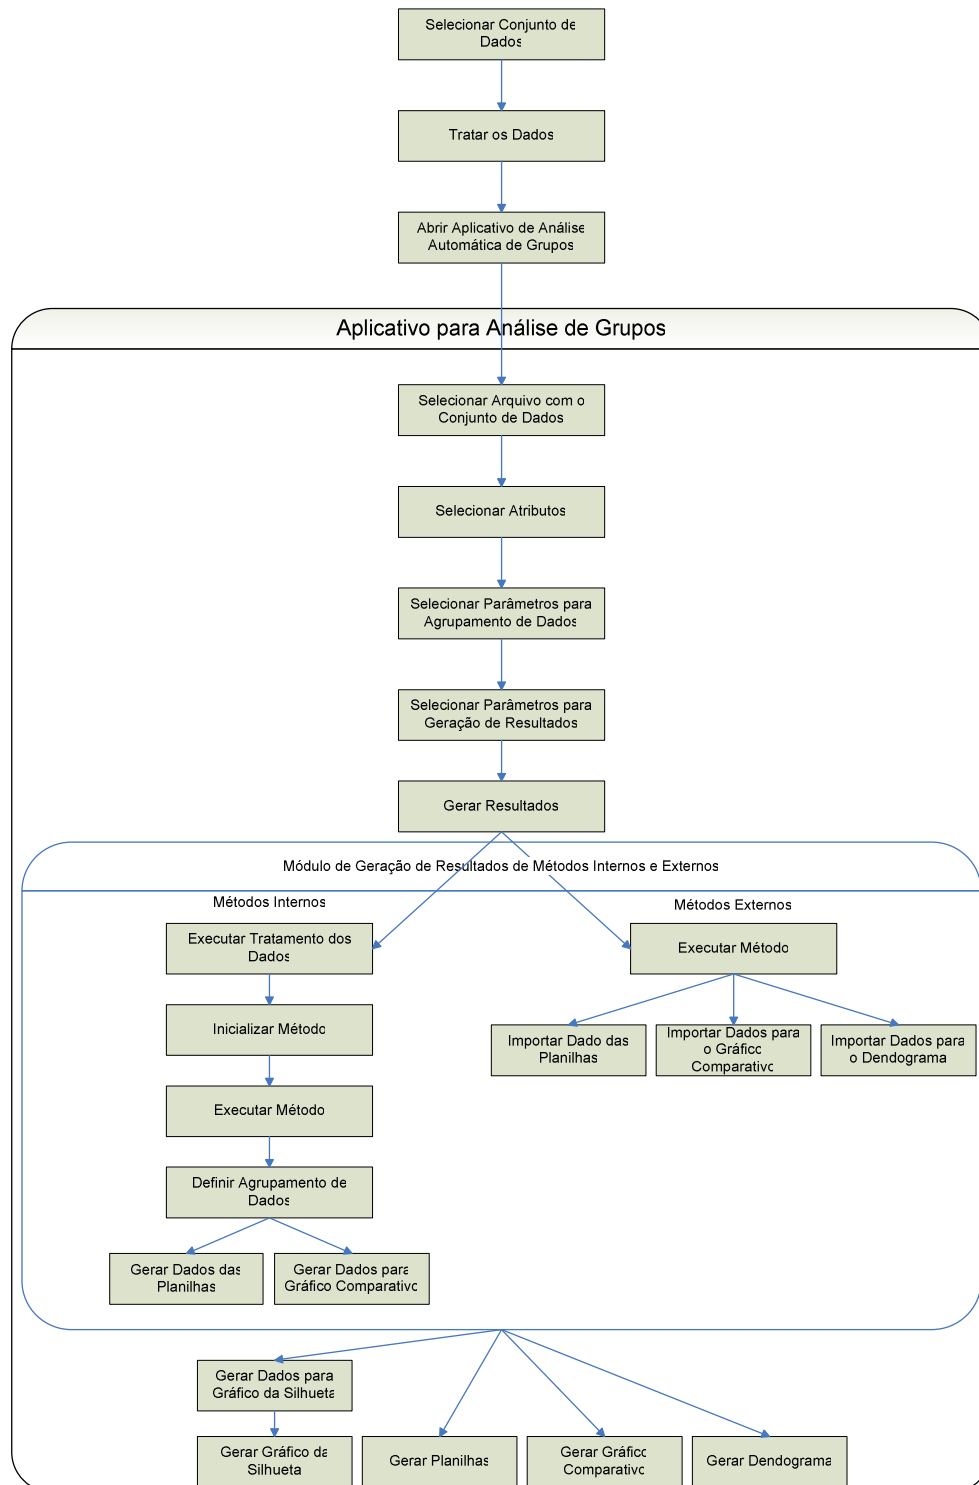 Selecionar Conjunto de
Dados
Tratar os Dados
Abrir Aplicativo de Análise
Automática de Grupos
Aplicativo para Análise de Grupos
Selecionar Arquivo com o
Conjunto de Dados
Selecionar Atributos
Selecionar Parâmetros para
Agrupamento de Dados
Selecionar Parâmetros para
Geração de Resultados
Gerar Resultados
Módulo de Geração de Resultados de Métodos Internos e Externos
Métodos Internos
Métodos Externos
Executar Tratamento dos
Dados
Executar Método
Inicializar Método
Importar Dado das
Planilhas
Importar Dados para
o Gráfico
Comparativo
Importar Dados para
o Dendograma
Executar Método
Definir Agrupamento de
Dados
Gerar Dados das
Planilhas
Gerar Dados para
Gráfico Comparativo
Gerar Dados para
Gráfico da Silhueta
Gerar Gráfico da
Silhueta
Gerar Planilhas
Gerar Gráfico
Comparativo
Gerar Dendograma